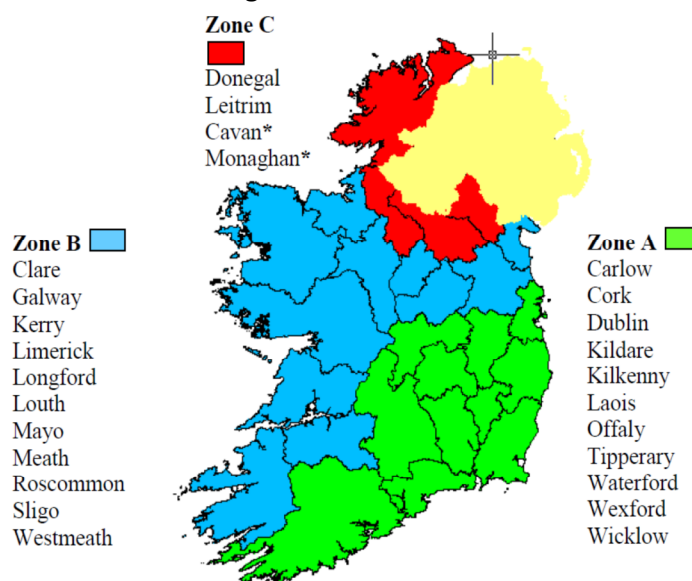 Zone C
Donegal
Leitrim
Cavan*
Monaghan*
Zone B
Clare
Galway
Kerry
Limerick
Longford
Louth
Mayo
Meath
Roscommon
Sligo
Westmeath
Zone A
Carlow
Cork
Dublin
Kildare
Kilkenny
Laois
Offaly
Tipperary
Waterford
Wexford
Wicklow